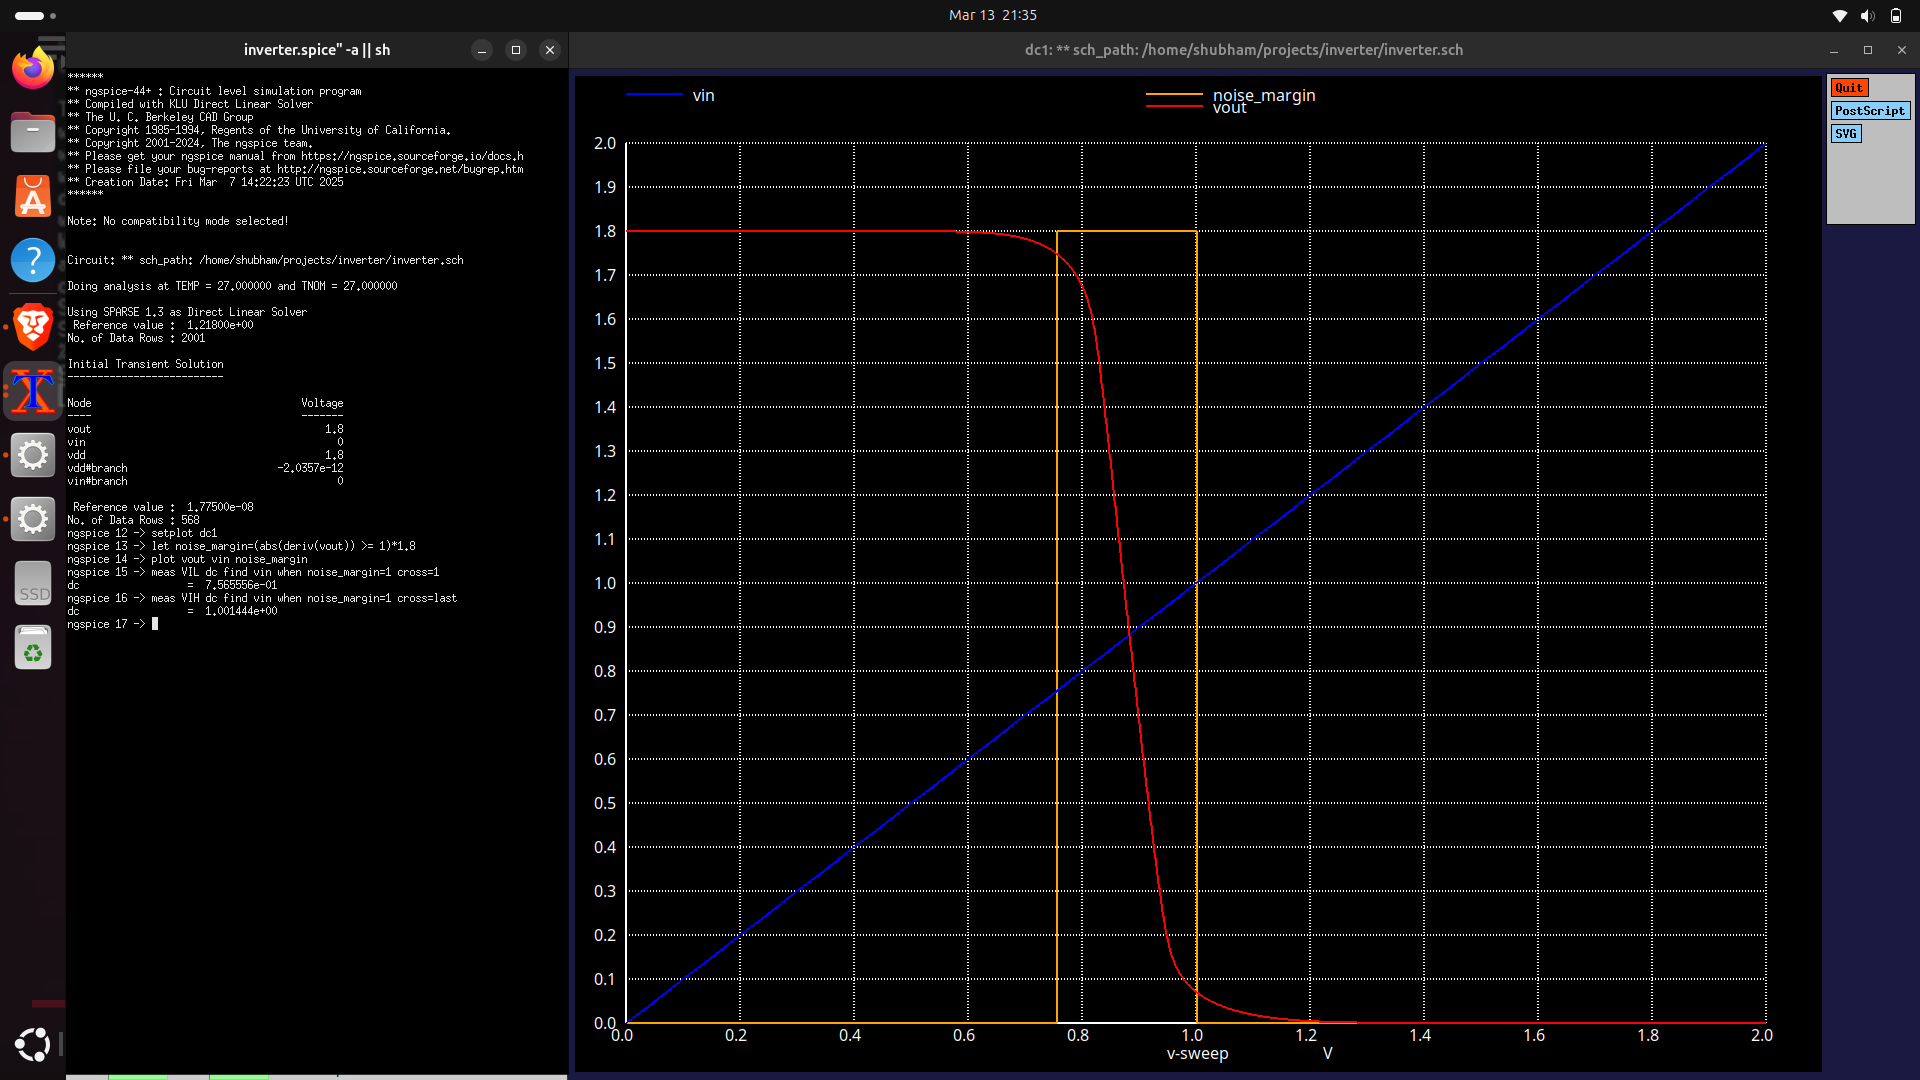 Mar 13 21:35
inverter.spice" -a || sh
dc1: ** sch_path: /home/shubham/projects/inverter/inverter.sch
******
** ngspice-44+ : Circuit level simulation program
** Compiled with KLU Direct Linear Solver
** The U. C. Berkeley CAD Group
** Copyright 1985-1994, Regents of the University of California.
** Copyright 2001-2024, The ngspice team.
** Please get your ngspice manual from https://ngspice.sourceforge.io/docs.h
** Please file your bug-reports at http://ngspice.sourceforge.net/bugrep.htm
** Creation Date: Fri Mar  7 14:22:23 UTC 2025
******
Note: No compatibility mode selected!
Circuit: ** sch_path: /home/shubham/projects/inverter/inverter.sch
Doing analysis at TEMP = 27.000000 and TNOM = 27.000000
Using SPARSE 1.3 as Direct Linear Solver
Reference value :  1.21800e+00
No. of Data Rows : 2001
Initial Transient Solution
--------------------------
Node Voltage
---- -------
vout 1.8
vin 0
vdd 1.8
vdd#branch -2.0357e-12
vin#branch 0
Reference value :  1.77500e-08
No. of Data Rows : 568
ngspice 12 -> setplot dc1
ngspice 13 -> let noise_margin=(abs(deriv(vout)) >= 1)*1.8
ngspice 14 -> plot vout vin noise_margin
ngspice 15 -> meas VIL dc find vin when noise_margin=1 cross=1
dc = 7.565556e-01
ngspice 16 -> meas VIH dc find vin when noise_margin=1 cross=last
dc = 1.001444e+00
ngspice 17 ->
SSD
vin
noise_margin
vout
2.0
1.9
1.8
1.7
1.6
1.5
1.4
1.3
1.2
1.1
1.0
0.9
0.8
0.7
0.6
0.5
0.4
0.3
0.2
0.1
0.0
0.0 0.2 0.4 0.6 0.8 1.0 1.2 1.4 1.6 1.8 2.0
v-sweep V
Quit
PostScript
SVG